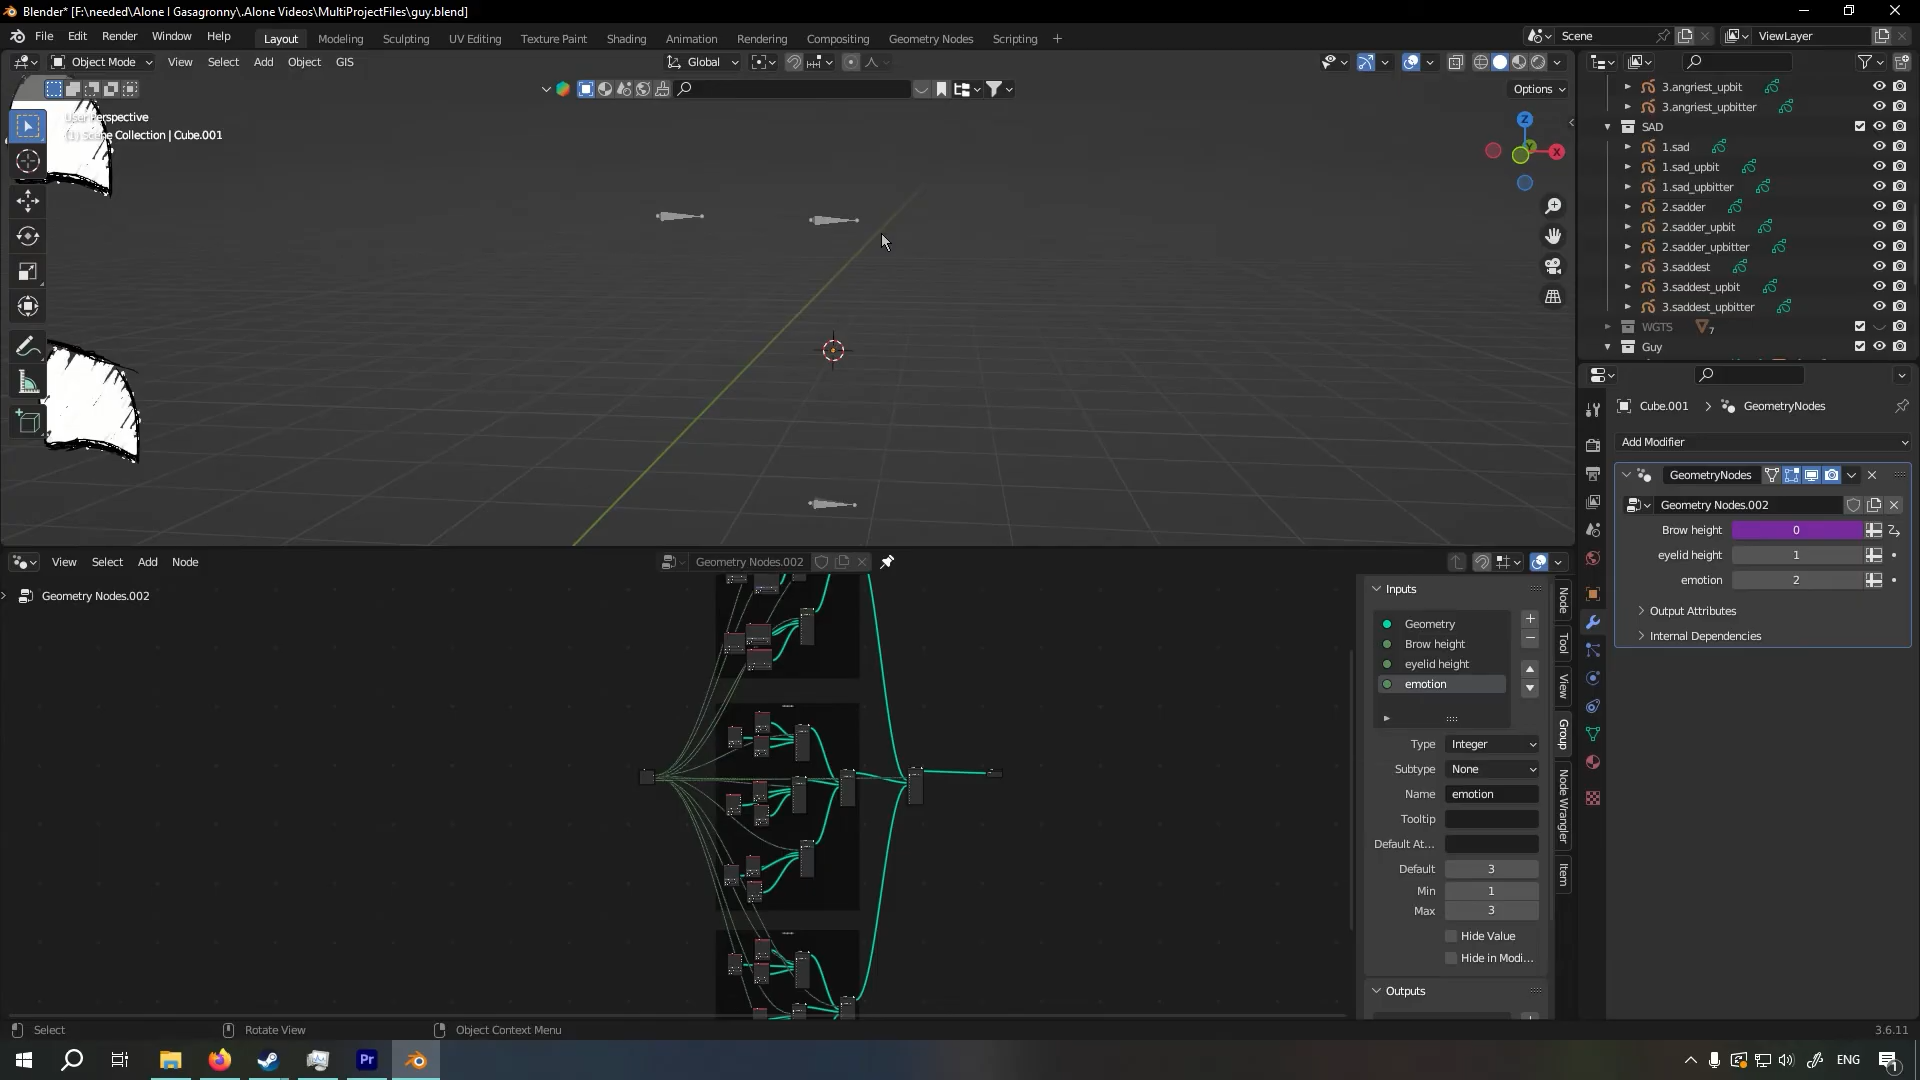 Blender* [F:\needed\Alone I Gasagronny\.Alone Videos\MultiProjectFiles\guy.blend]
File Edit Render Window Help Layout Modeling Sculpting UV Editing Texture Paint Shading Animation Rendering Compositing Geometry Nodes Scripting + Scene ViewLayer
Object Mode View Select Add Object GIS Global
Options
User Perspective
(1) Scene Collection | Cube.001
Z
Y
X
3.angriest_upbit
3.angriest_upbitter
SAD
1.sad
1.sad_upbit
1.sad_upbitter
2.sadder
2.sadder_upbit
2.sadder_upbitter
3.saddest
3.saddest_upbit
3.saddest_upbitter
WGTS 7
Guy
Cube.001 GeometryNodes
Add Modifier
GeometryNodes
Geometry Nodes.002
Brow height 0
eyelid height 1
emotion 2
Output Attributes
Internal Dependencies
View Select Add Node Geometry Nodes.002
Geometry Nodes.002
Inputs
Geometry
Brow height
eyelid height
emotion
Type Integer
Subtype None
Name emotion
Tooltip
Default At...
Default 3
Min 1
Max 3
Hide Value
Hide in Modi...
Outputs
Node
Tool
View
Group
Node Wrangler
Item
Select Rotate View Object Context Menu 3.6.11
Pr ENG 1